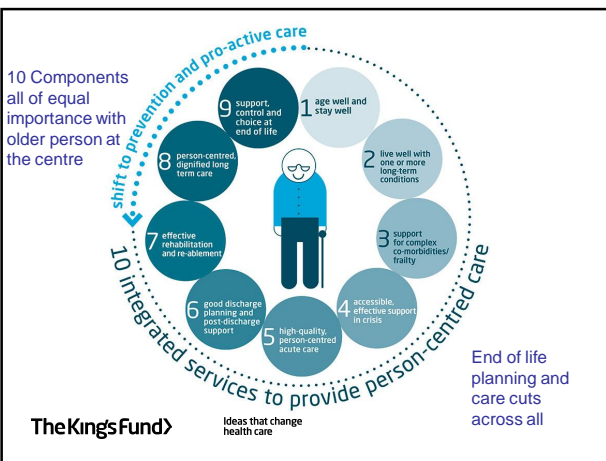 10 Components
all of equal
importance with
older person at
the centre
shift to prevention and pro-active care
1 age well and
stay well
2 live well with
one or more
long-term
conditions
3 support
for complex
co-morbidities/
frailty
4 accessible,
effective support
in crisis
5 high-quality,
person-centred
acute care
6 good discharge
planning and
post-discharge
support
7 effective
rehabilitation
and re-ablement
8 person-centred,
dignified long
term care
9 support,
control and
choice at
end of life
10 integrated services to provide person-centred care
End of life
planning and
care cuts
across all
The King's Fund>
Ideas that change
health care